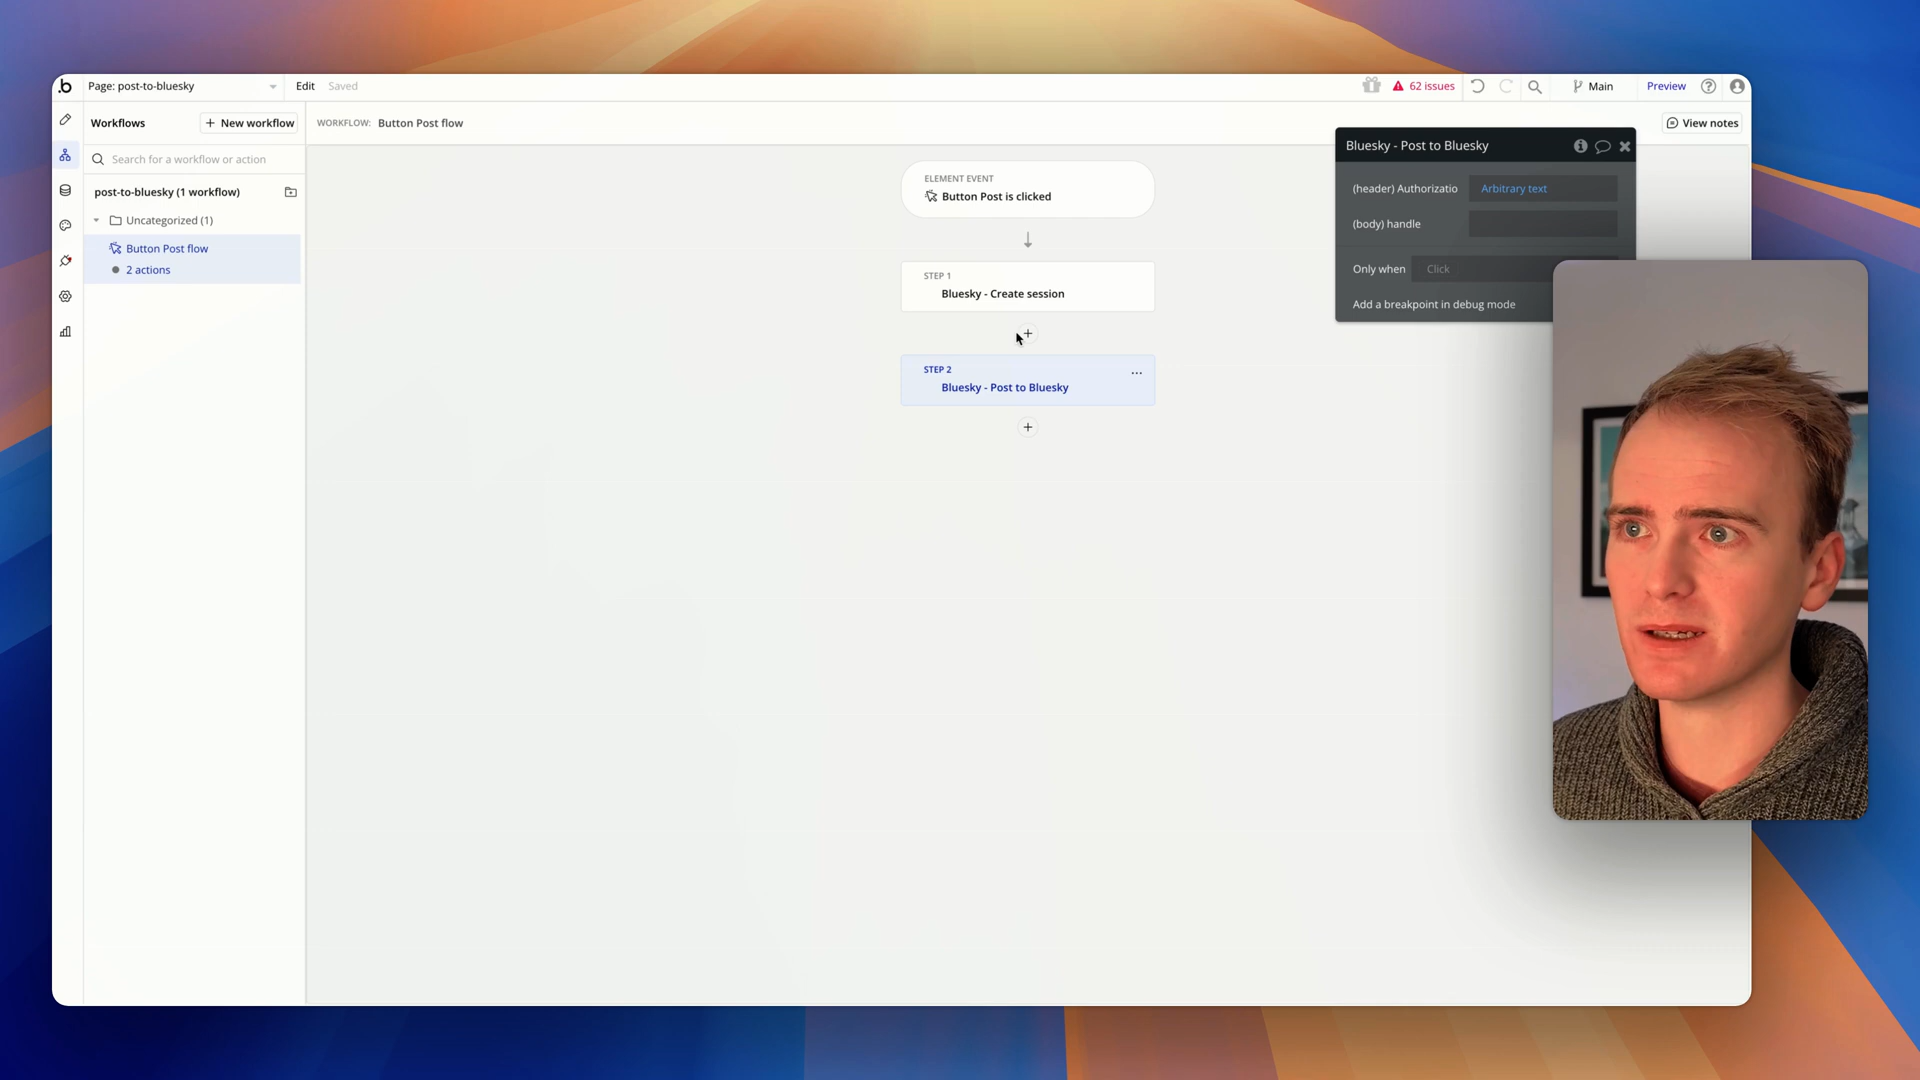 .b
Page: post-to-bluesky
Edit
Saved
62 issues
Main
Preview
Workflows
+ New workflow
WORKFLOW: Button Post flow
View notes
Search for a workflow or action
post-to-bluesky (1 workflow)
Uncategorized (1)
Button Post flow
2 actions
ELEMENT EVENT
Button Post is clicked
STEP 1
Bluesky - Create session
STEP 2
Bluesky - Post to Bluesky
Bluesky - Post to Bluesky
(header) Authorizatio
Arbitrary text
(body) handle
Only when
Click
Add a breakpoint in debug mode